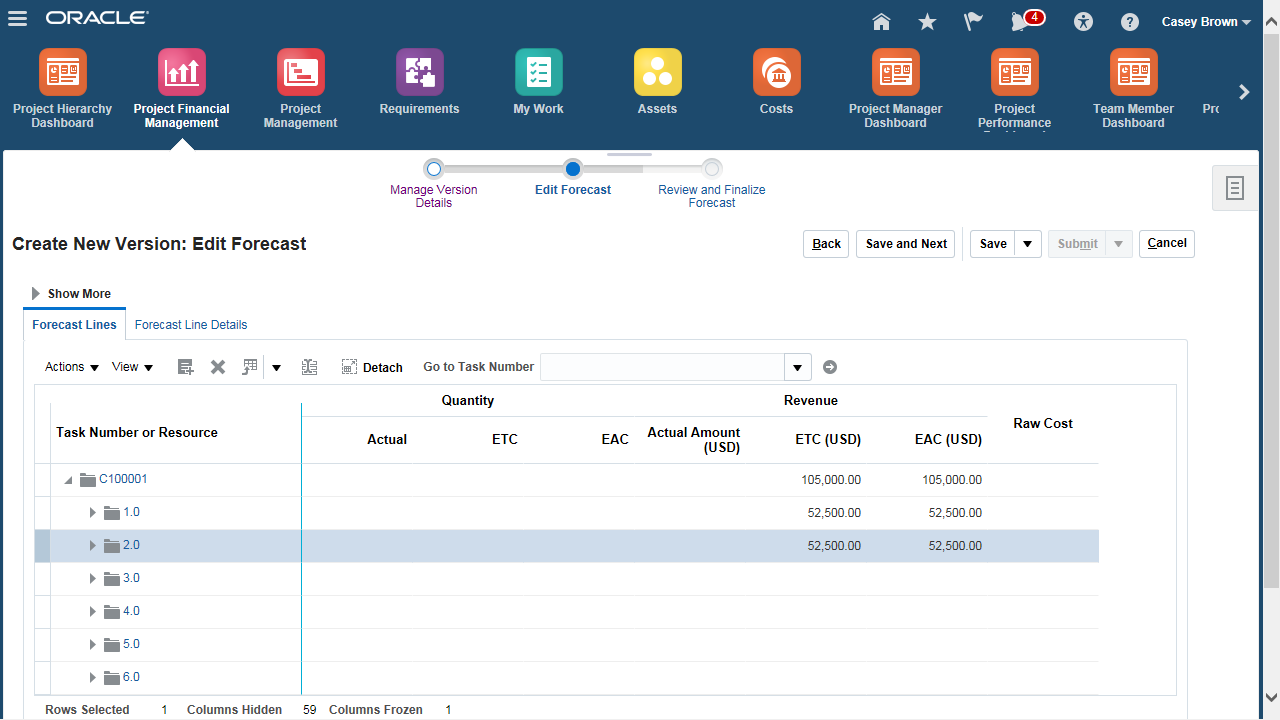 ORACLE
4
Casey Brown
Project Hierarchy
Dashboard
Project Financial
Management
Project
Management
Requirements
My Work
Assets
Costs
Project Manager
Dashboard
Project
Performance
Team Member
Dashboard
Manage Version
Details
Edit Forecast
Review and Finalize
Forecast
Create New Version: Edit Forecast
Back
Save and Next
Save
Submit
Cancel
Show More
Forecast Lines
Forecast Line Details
Actions
View
Detach
Go to Task Number
Quantity
Revenue
Task Number or Resource
Actual
ETC
EAC
Actual Amount
(USD)
ETC (USD)
EAC (USD)
Raw Cost
C100001 105,000.00 105,000.00
1.0 52,500.00 52,500.00
2.0 52,500.00 52,500.00
3.0
4.0
5.0
6.0
Rows Selected 1 Columns Hidden 59 Columns Frozen 1